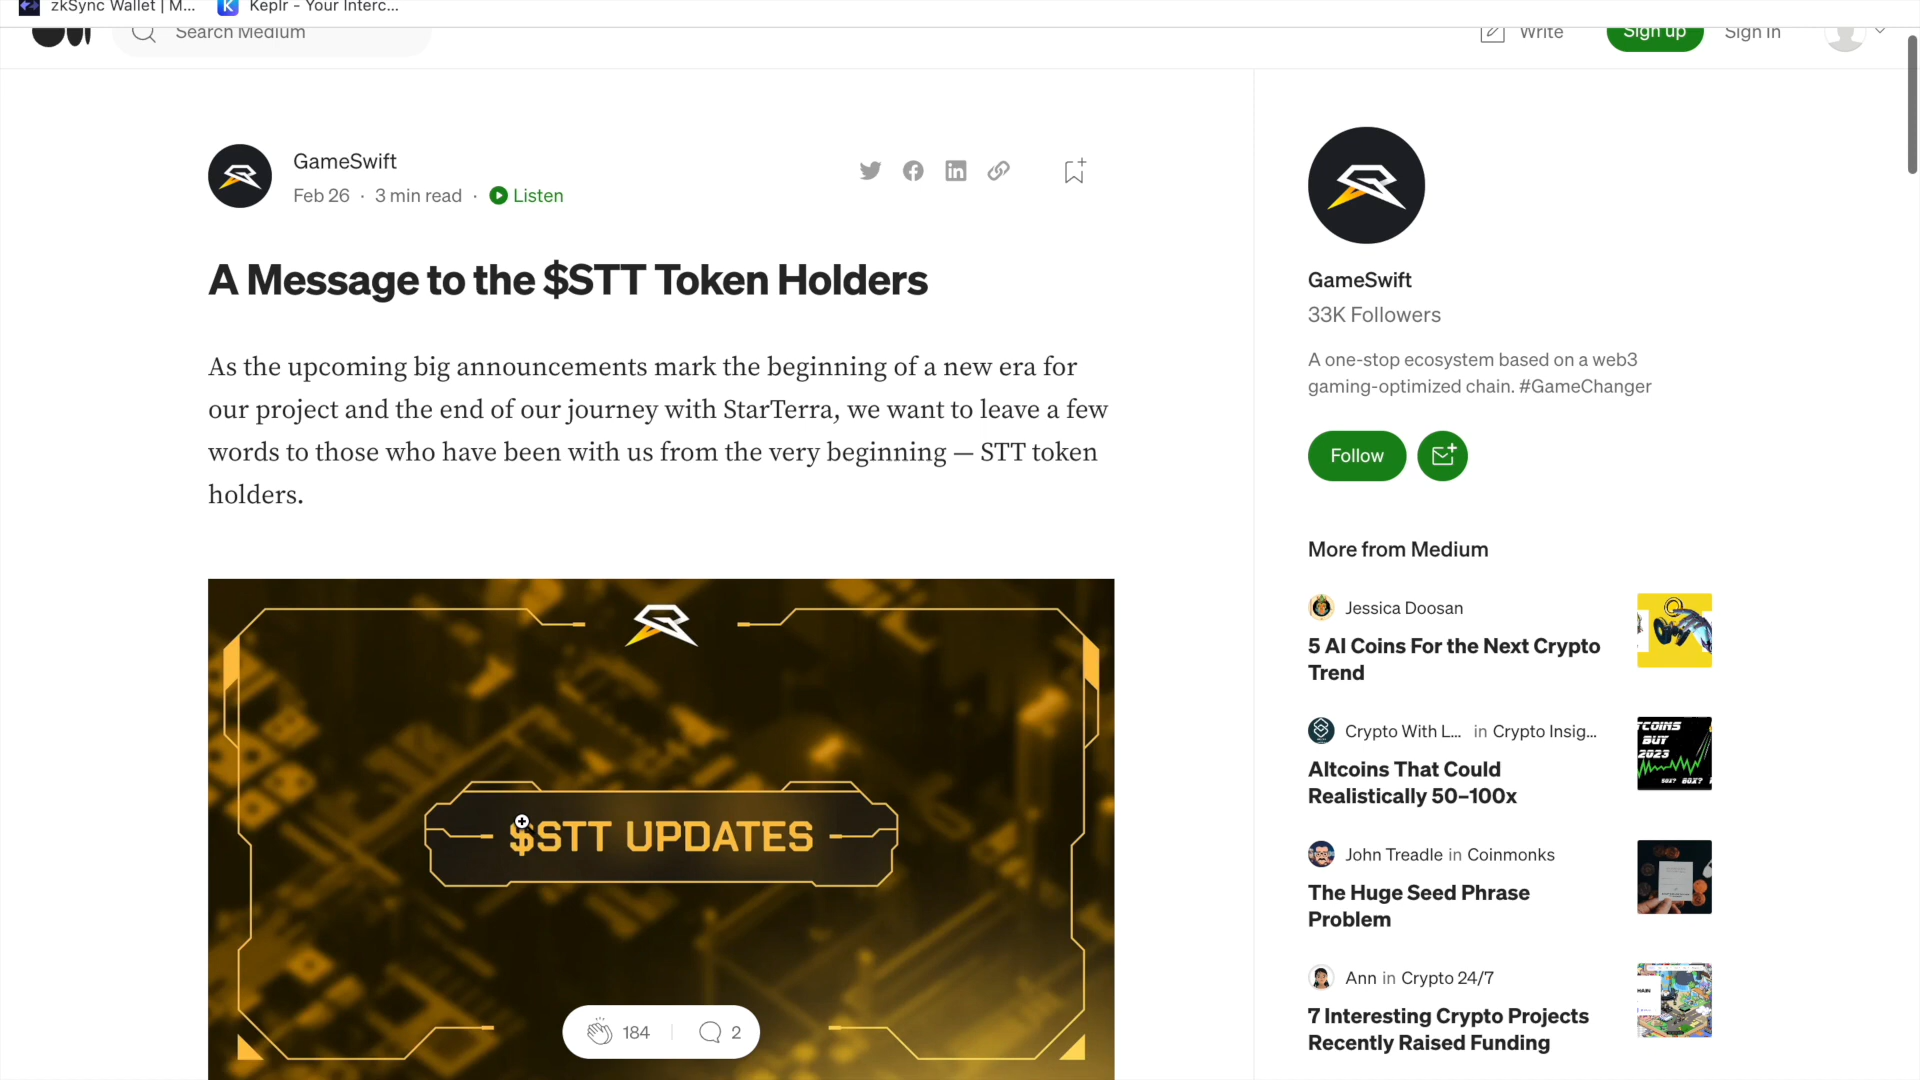 zkSync Wallet | M...
Keplr - Your Interc...
Search Medium
Write
Sign up
Sign In
GameSwift
Feb 26 · 3 min read · Listen
A Message to the $STT Token Holders
As the upcoming big announcements mark the beginning of a new era for
our project and the end of our journey with StarTerra, we want to leave a few
words to those who have been with us from the very beginning — STT token
holders.
$STT UPDATES
184
2
GameSwift
33K Followers
A one-stop ecosystem based on a web3
gaming-optimized chain. #GameChanger
Follow
More from Medium
Jessica Doosan
5 AI Coins For the Next Crypto
Trend
Crypto With L... in Crypto Insig...
Altcoins That Could
Realistically 50–100x
TCOINS
BUT
2023
50X? 80X?
John Treadle in Coinmonks
The Huge Seed Phrase
Problem
Ann in Crypto 24/7
7 Interesting Crypto Projects
Recently Raised Funding